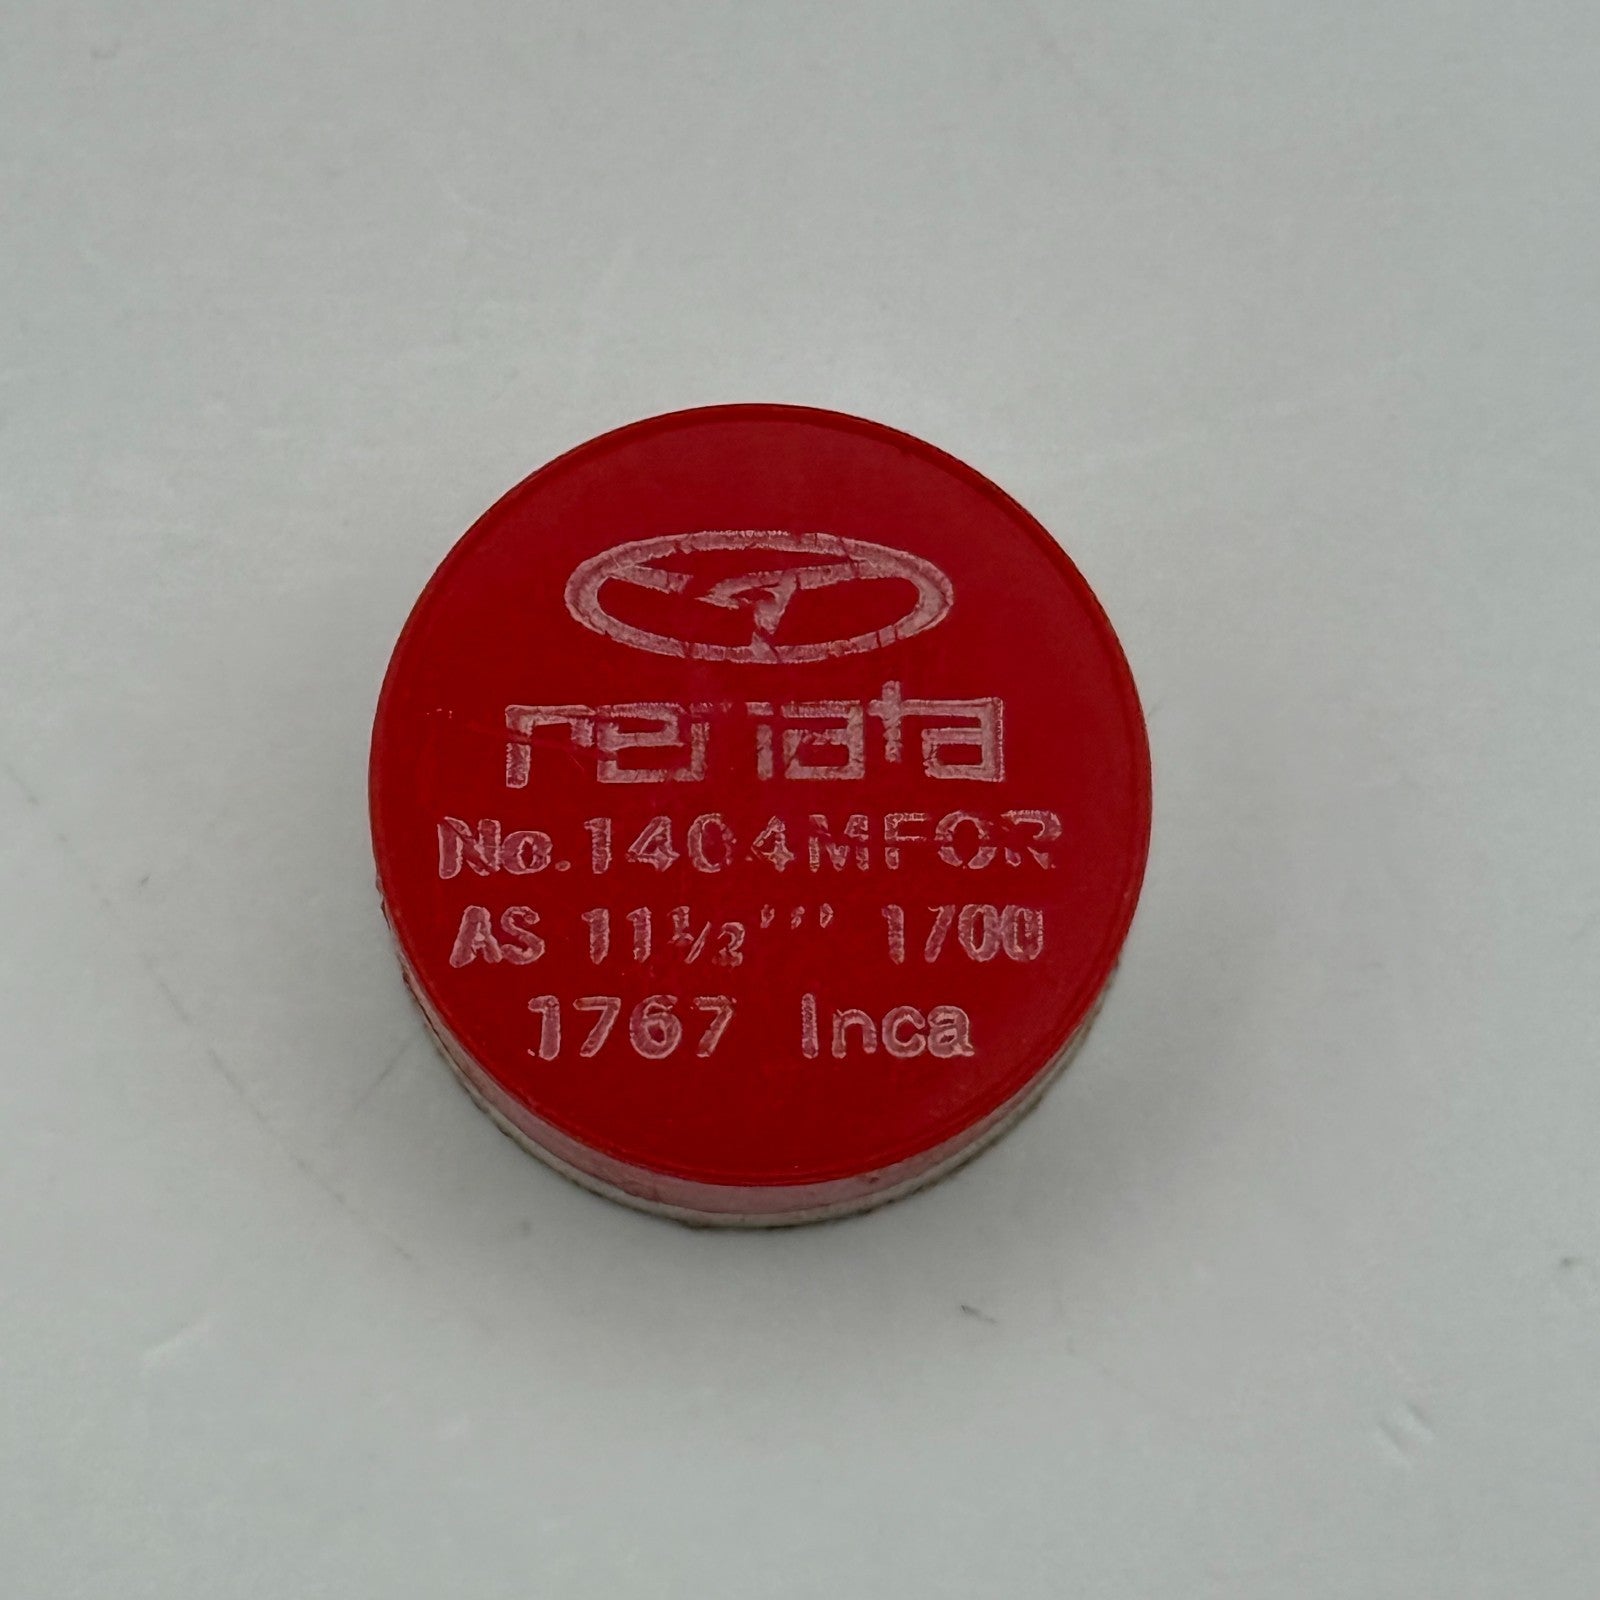 renata
No.1404MFOR
AS 11½''' 1700
1767 Inca